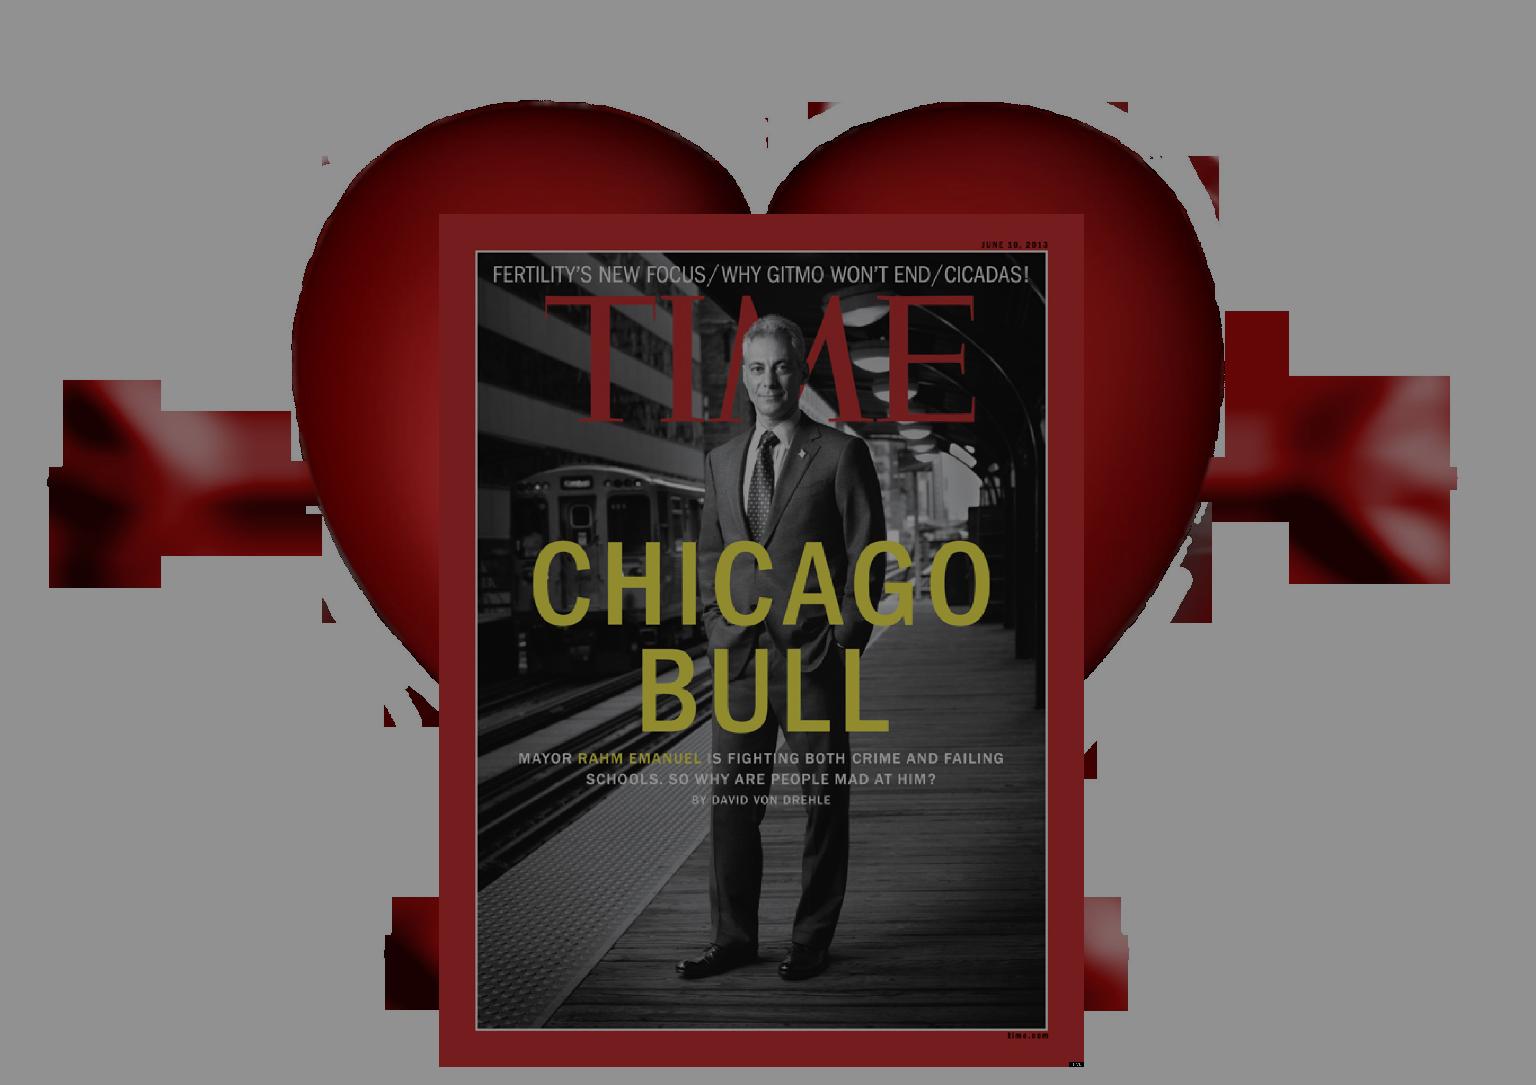 JUNE 10, 2013
FERTILITY'S NEW FOCUS/WHY GITMO WON'T END/CICADAS!
TIME
Kimball
CHICAGO
BULL
MAYOR RAHM EMANUEL IS FIGHTING BOTH CRIME AND FAILING
SCHOOLS. SO WHY ARE PEOPLE MAD AT HIM?
BY DAVID VON DREHLE
time.com